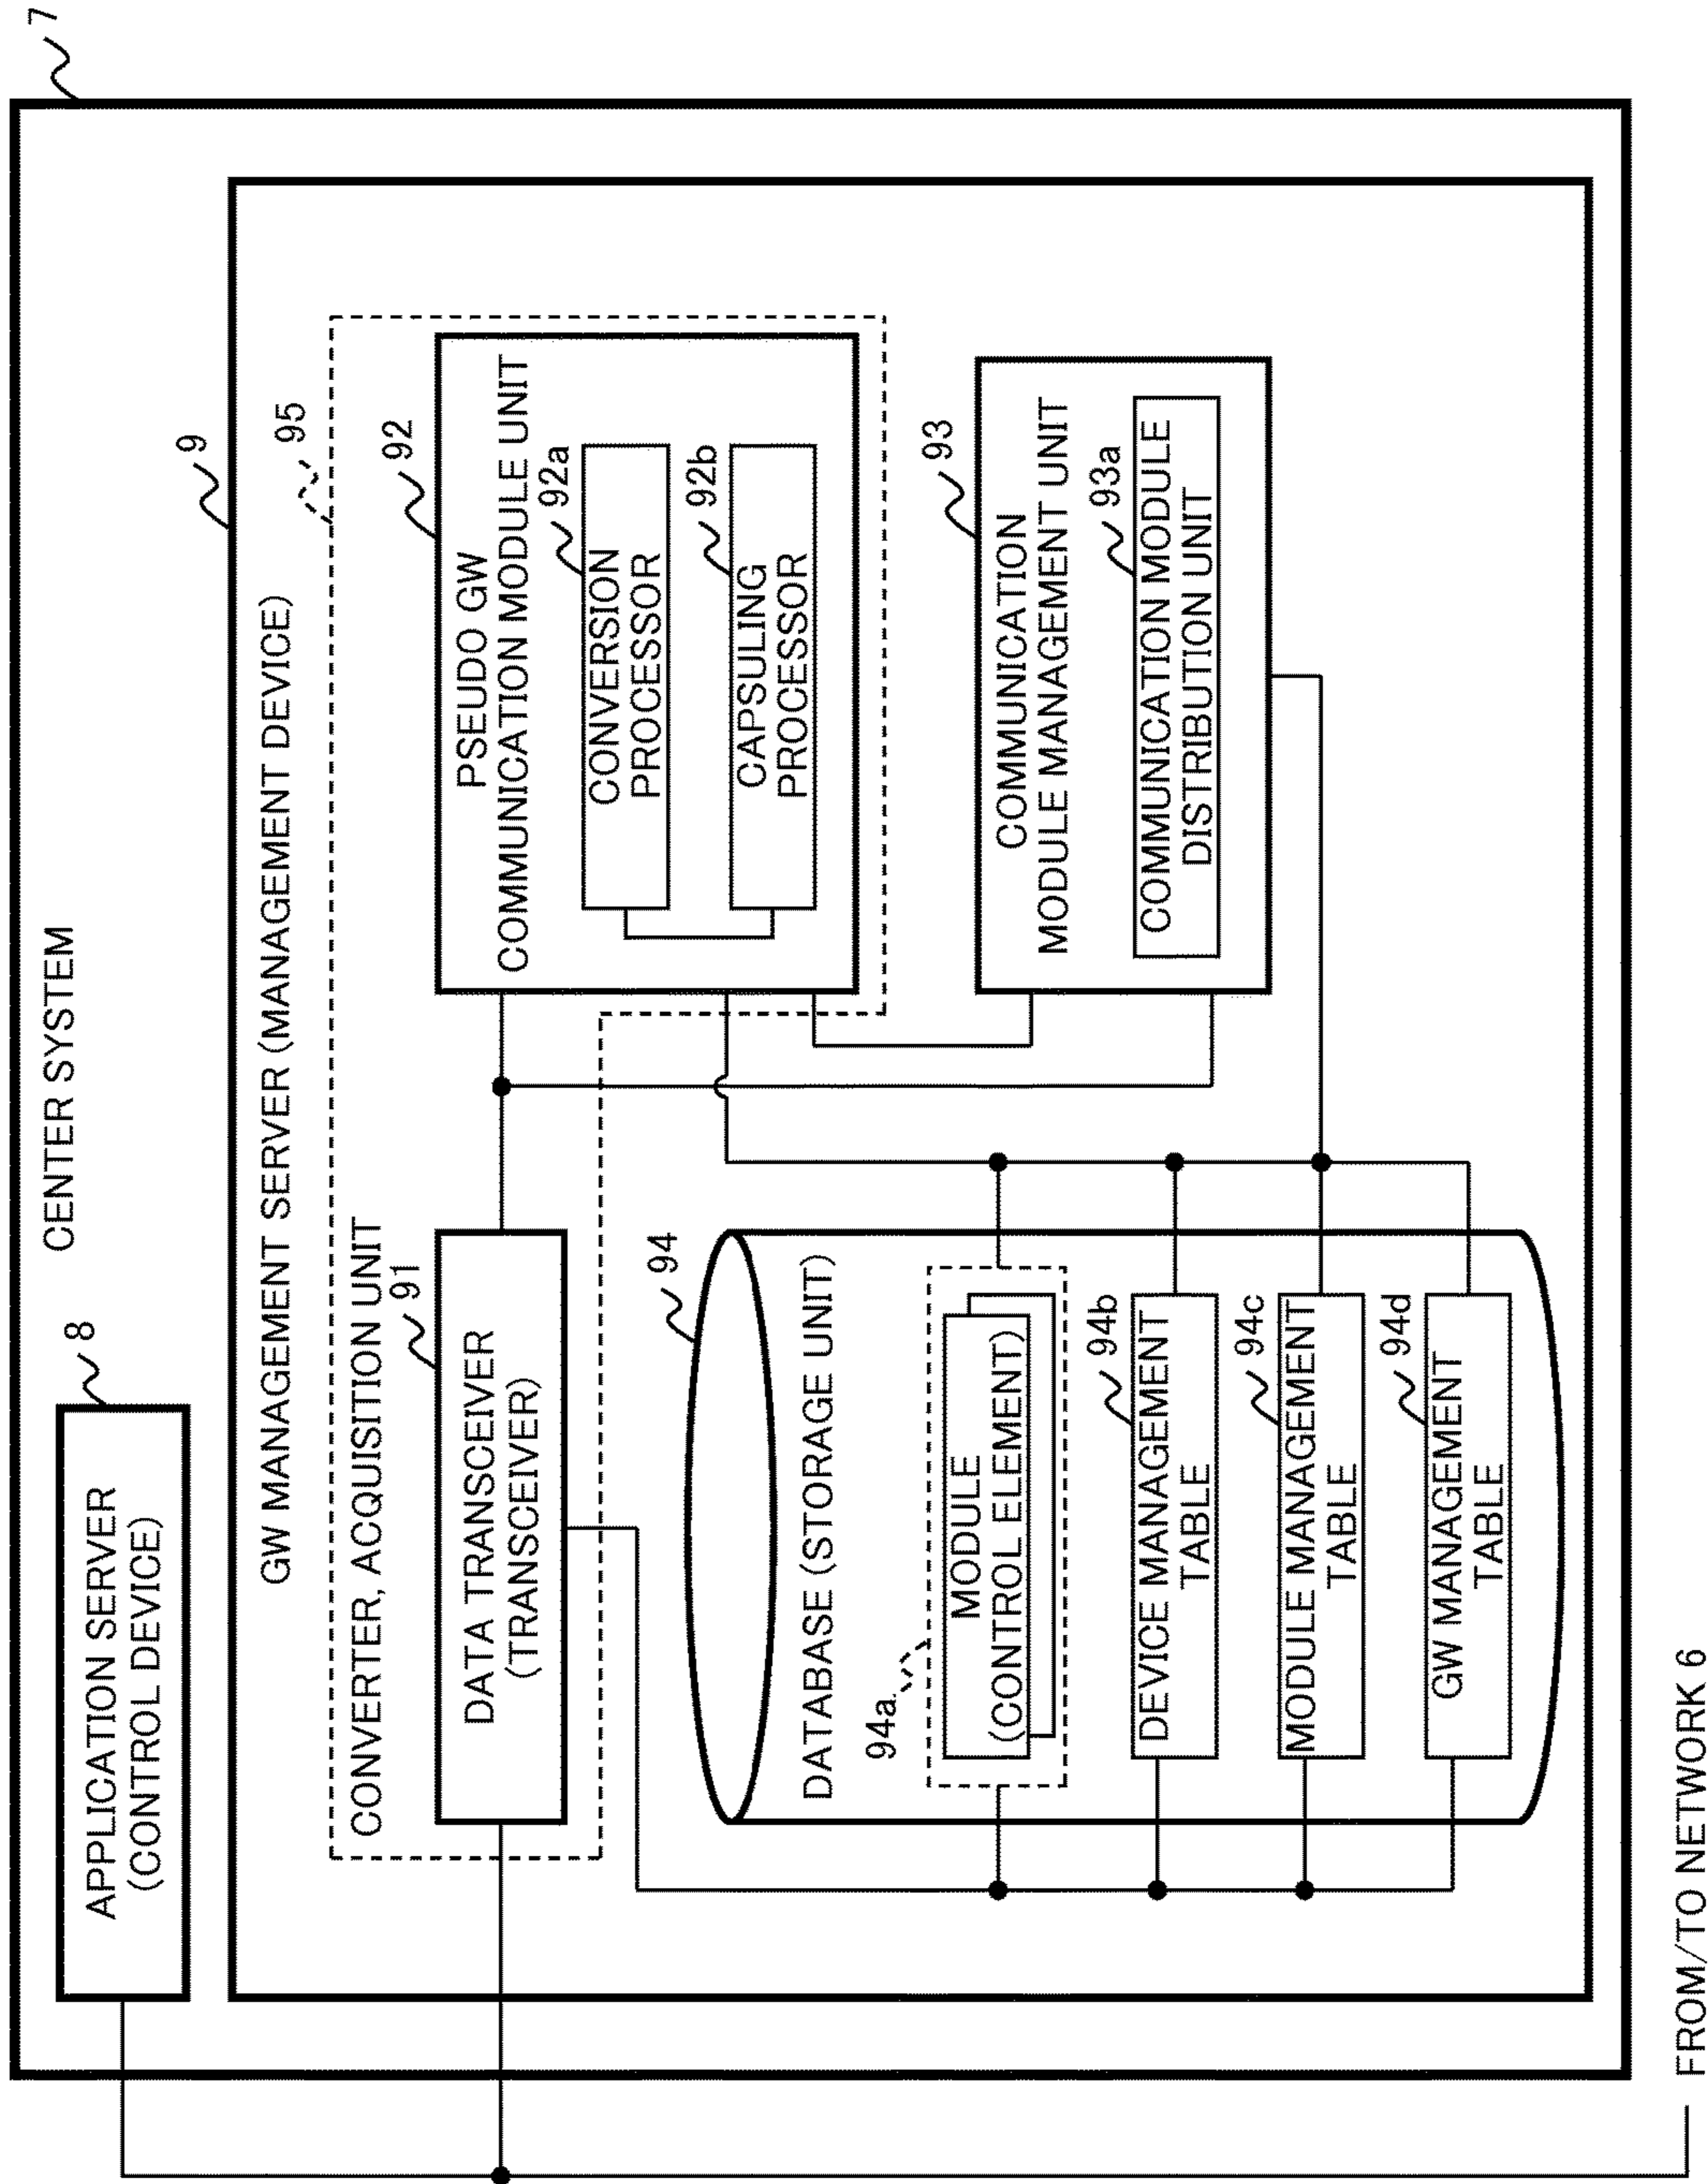 7
CENTER SYSTEM
APPLICATION SERVER
(CONTROL DEVICE)
8
9
GW MANAGEMENT SERVER (MANAGEMENT DEVICE)
95
CONVERTER, ACQUISITION UNIT
91
DATA TRANSCEIVER
(TRANSCEIVER)
92
PSEUDO GW
COMMUNICATION MODULE UNIT
92a
CONVERSION
PROCESSOR
92b
CAPSULING
PROCESSOR
94
DATABASE (STORAGE UNIT)
94a
MODULE
(CONTROL ELEMENT)
94b
DEVICE MANAGEMENT
TABLE
94c
MODULE MANAGEMENT
TABLE
94d
GW MANAGEMENT
TABLE
93
COMMUNICATION
MODULE MANAGEMENT UNIT
93a
COMMUNICATION MODULE
DISTRIBUTION UNIT
FROM/TO NETWORK 6